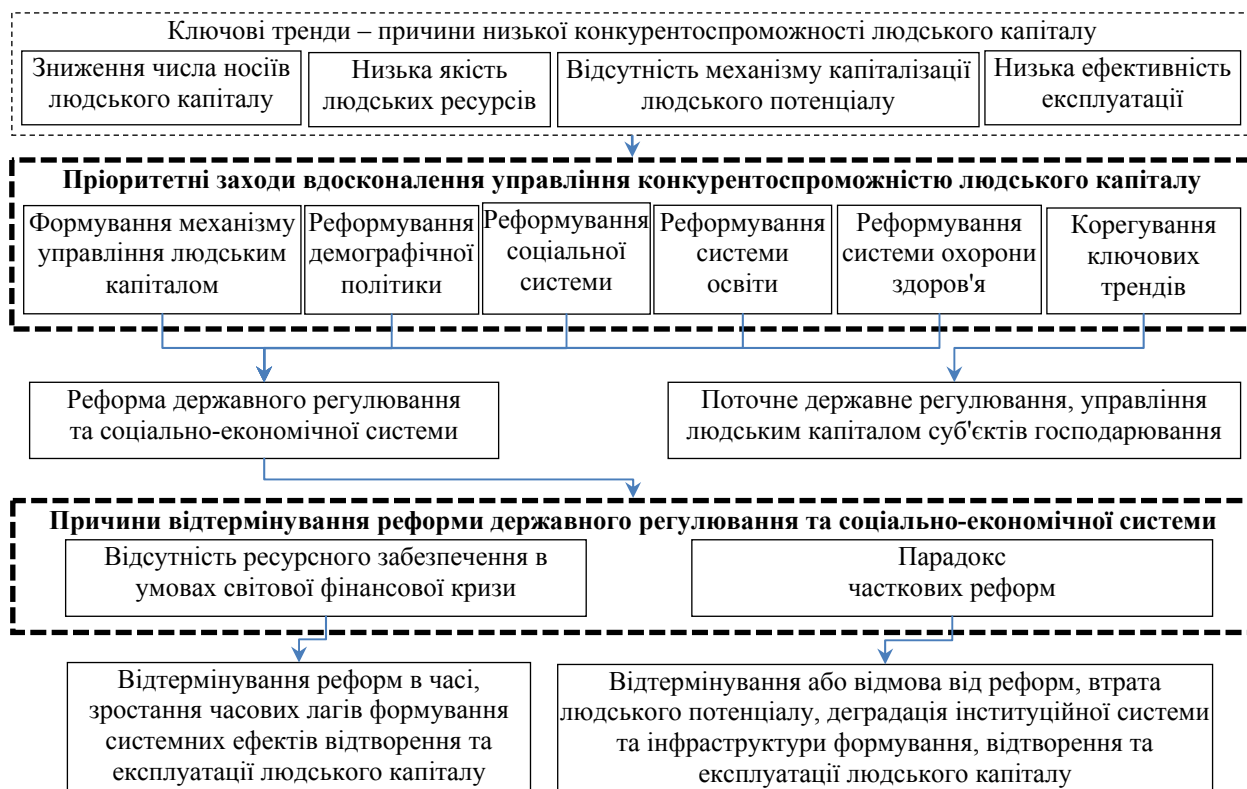 Ключові тренди – причини низької конкурентоспроможності людського капіталу
Зниження числа носіїв
людського капіталу
Низька якість
людських ресурсів
Відсутність механізму капіталізації
людського потенціалу
Низька ефективність
експлуатації
Пріоритетні заходи вдосконалення управління конкурентоспроможністю людського капіталу
Формування механізму
управління людським
капіталом
Реформування
демографічної
політики
Реформування
соціальної
системи
Реформування
системи
освіти
Реформування
системи охорони
здоров'я
Корегування
ключових
трендів
Реформа державного регулювання
та соціально-економічної системи
Поточне державне регулювання, управління
людським капіталом суб'єктів господарювання
Причини відтермінування реформи державного регулювання та соціально-економічної системи
Відсутність ресурсного забезпечення в
умовах світової фінансової кризи
Парадокс
часткових реформ
Відтермінування реформ в часі,
зростання часових лагів формування
системних ефектів відтворення та
експлуатації людського капіталу
Відтермінування або відмова від реформ, втрата
людського потенціалу, деградація інституційної системи
та інфраструктури формування, відтворення та
експлуатації людського капіталу